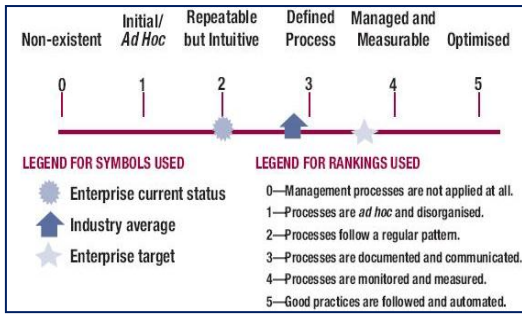 Non-existent
Initial/
Ad Hoc
Repeatable
but Intuitive
Defined
Process
Managed and
Measurable
Optimised
0 1 2 3 4 5
LEGEND FOR SYMBOLS USED
Enterprise current status
Industry average
Enterprise target
LEGEND FOR RANKINGS USED
0—Management processes are not applied at all.
1—Processes are ad hoc and disorganised.
2—Processes follow a regular pattern.
3—Processes are documented and communicated.
4—Processes are monitored and measured.
5—Good practices are followed and automated.